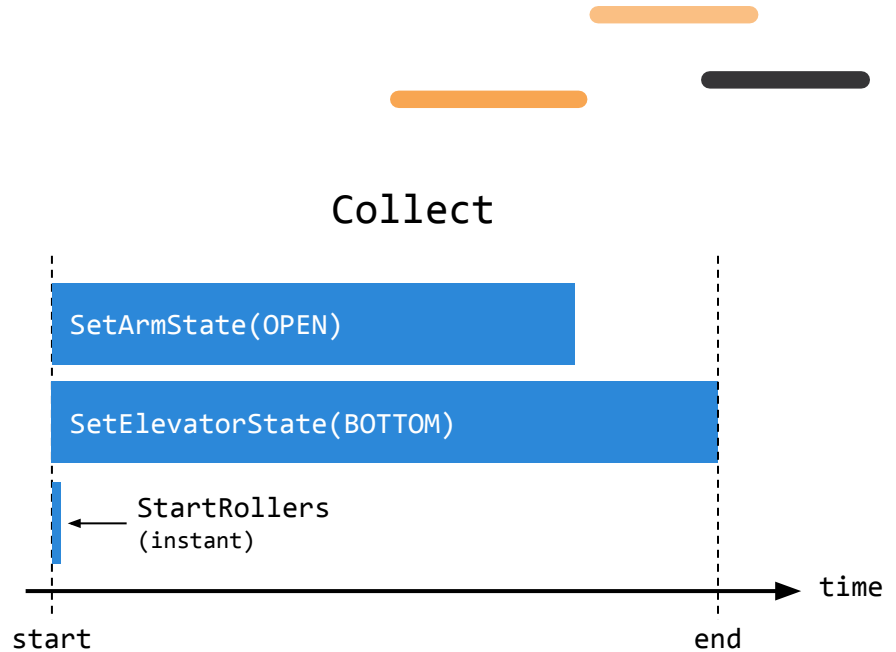 Collect
SetArmState(OPEN)
SetElevatorState(BOTTOM)
StartRollers
(instant)
time
start
end